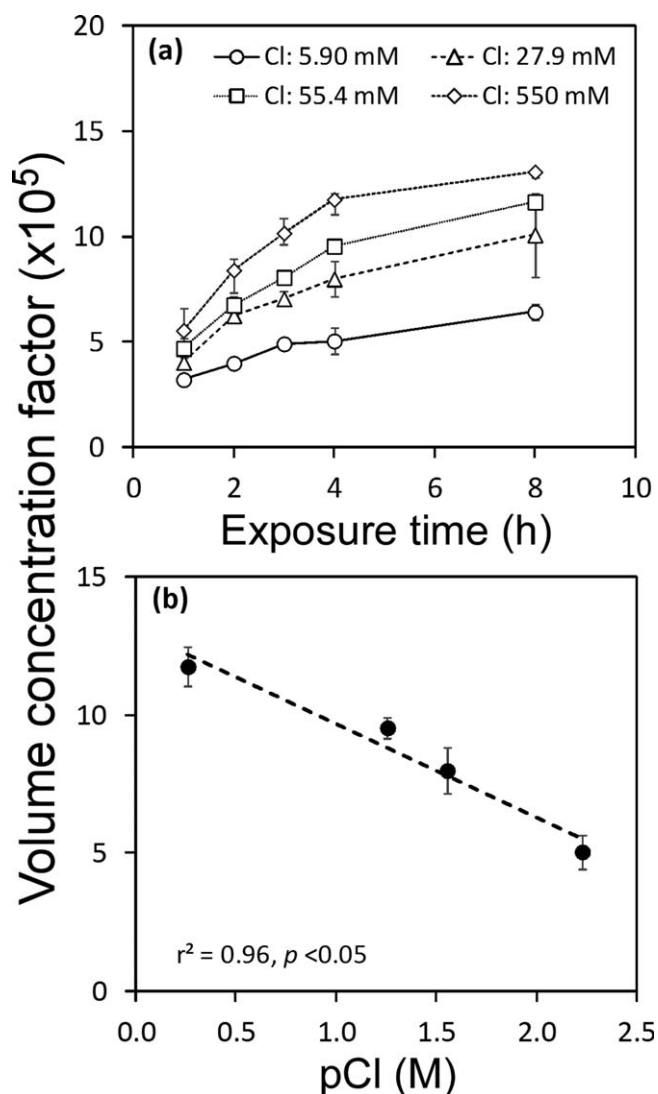 Volume concentration factor (x10⁵)
(a)
Cl: 5.90 mM Cl: 27.9 mM
Cl: 55.4 mM Cl: 550 mM
20
15
10
5
0
0 2 4 6 8 10
Exposure time (h)
(b)
15
10
5
0
r² = 0.96, p <0.05
0.0 0.5 1.0 1.5 2.0 2.5
pCl (M)